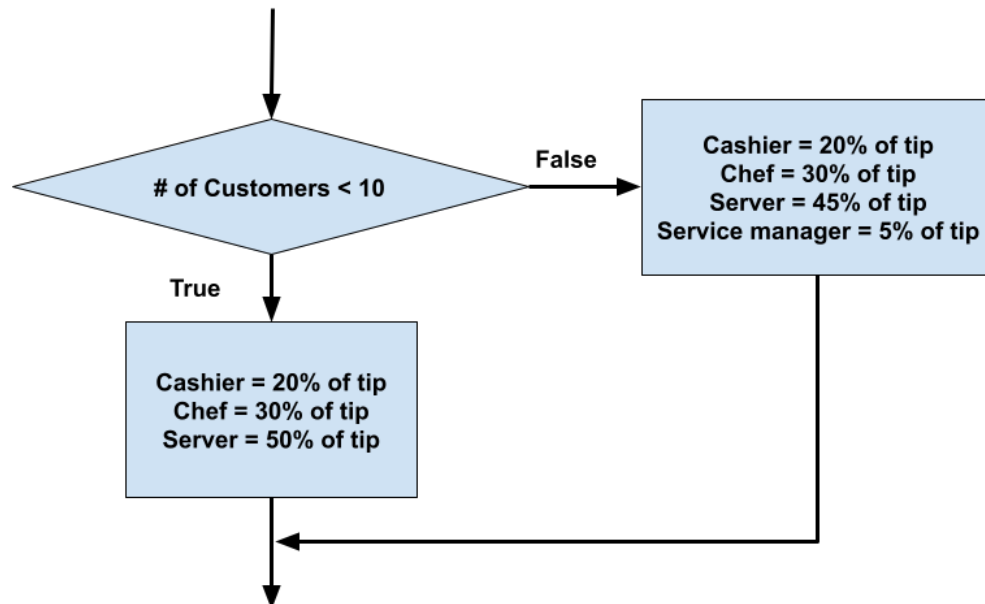 # of Customers < 10
False
Cashier = 20% of tip
Chef = 30% of tip
Server = 45% of tip
Service manager = 5% of tip
True
Cashier = 20% of tip
Chef = 30% of tip
Server = 50% of tip